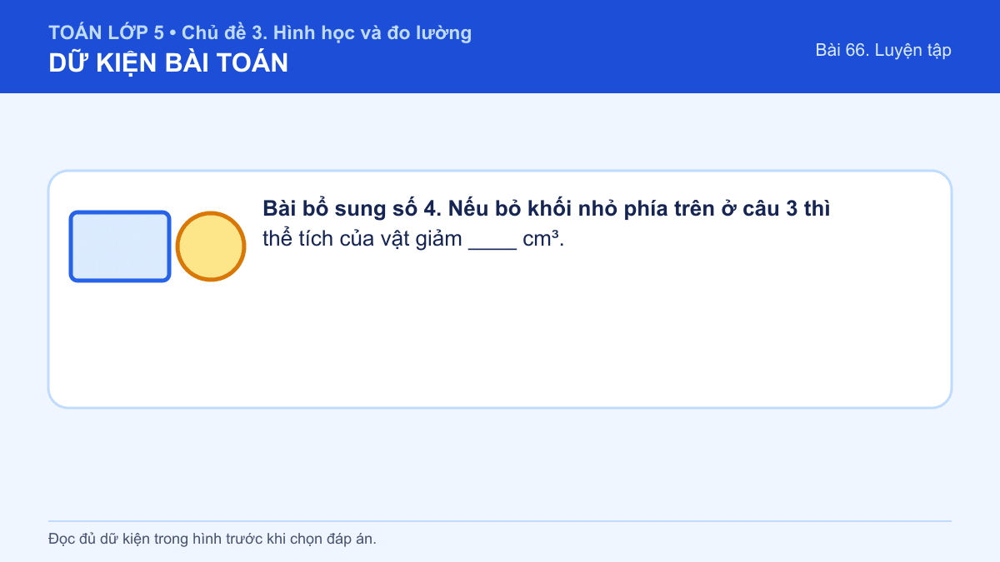 TOÁN LỚP 5 • Chủ đề 3. Hình học và đo lường
DỮ KIỆN BÀI TOÁN
Bài 66. Luyện tập
Bài bổ sung số 4. Nếu bỏ khối nhỏ phía trên ở câu 3 thì
thể tích của vật giảm ____ cm³.
Đọc đủ dữ kiện trong hình trước khi chọn đáp án.